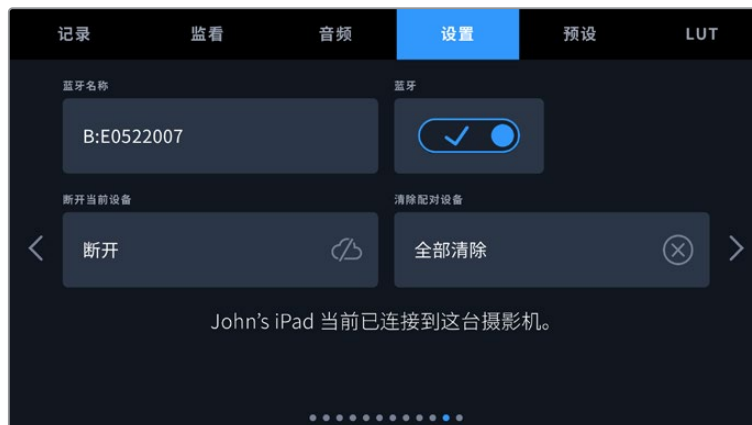 记录 监看 音频 设置 预设 LUT
蓝牙名称 蓝牙
B:E0522007
断开当前设备 清除配对设备
断开 全部清除
John's iPad 当前已连接到这台摄影机。